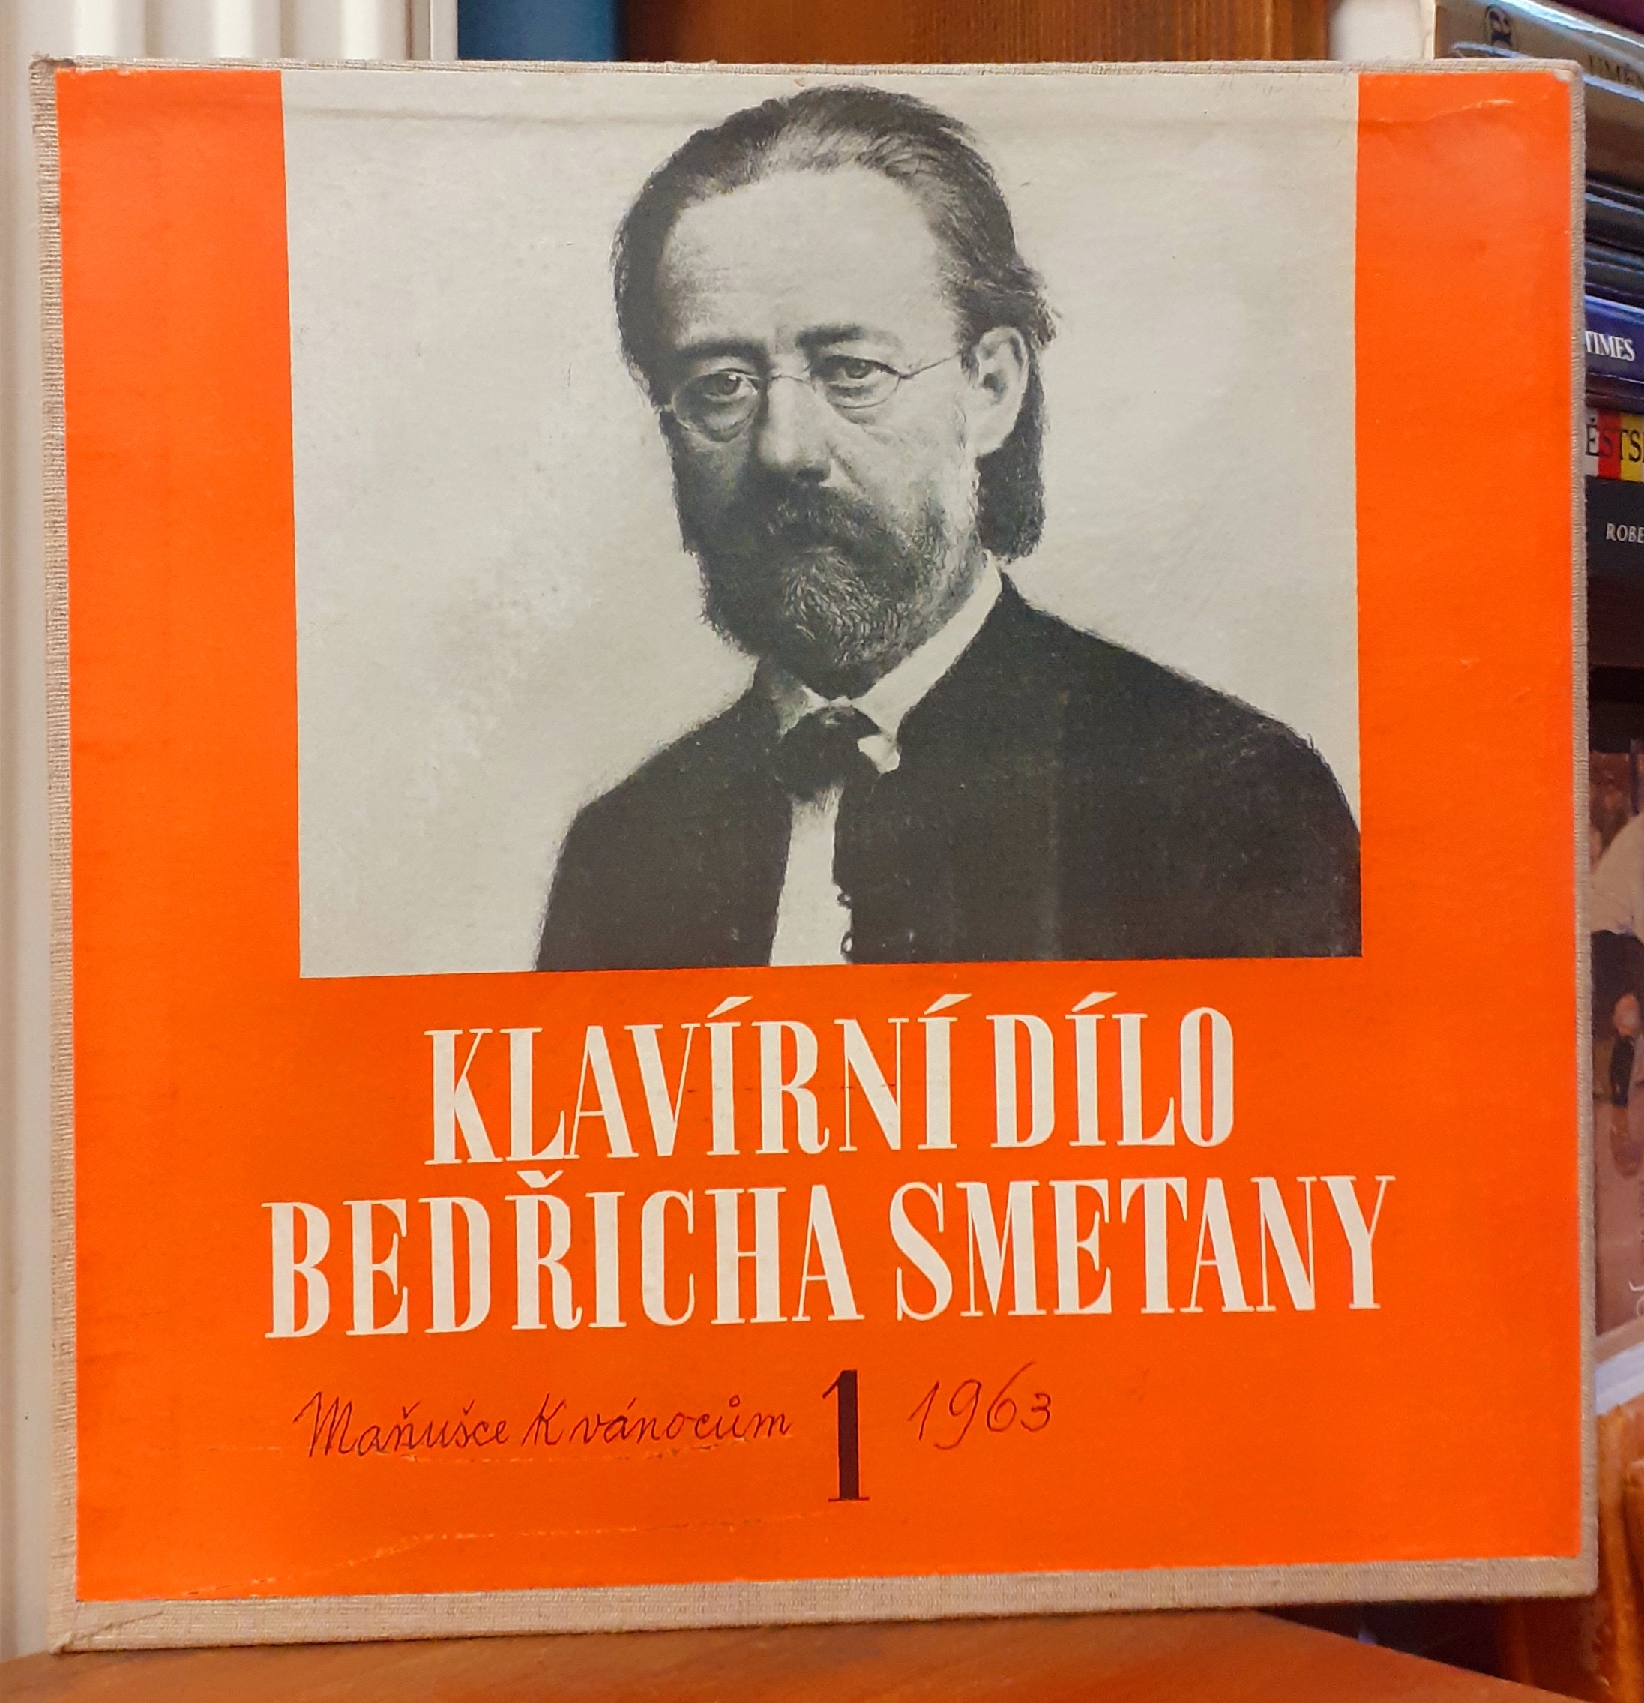 KLAVÍRNÍ DÍLO
BEDŘICHA SMETANY
Maňušce K vánocům 1 1963
TIMES
ROBE